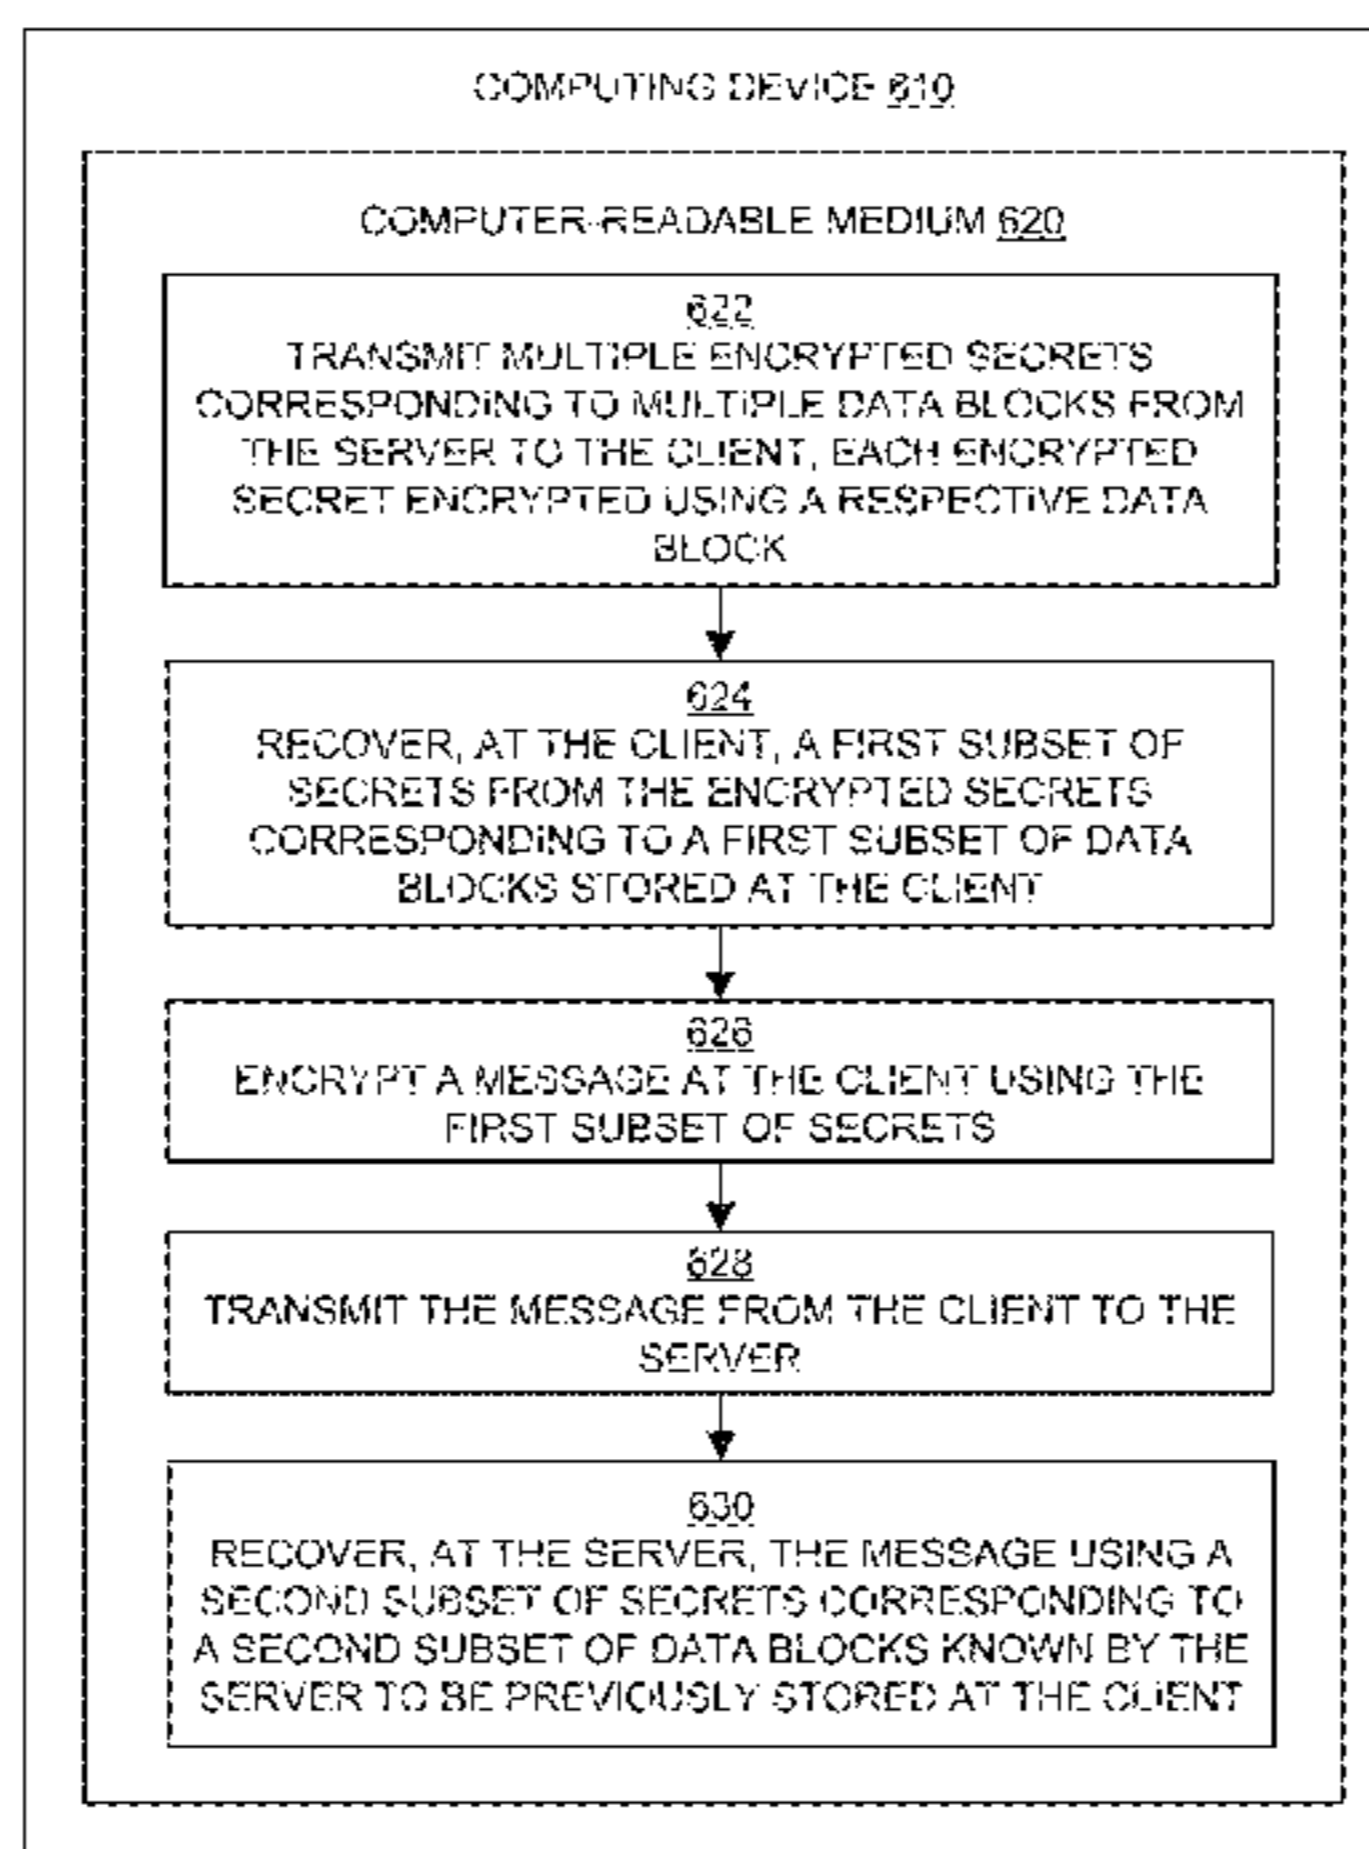 COMPUTING DEVICE 610
COMPUTER-READABLE MEDIUM 620
622
TRANSMIT MULTIPLE ENCRYPTED SECRETS
CORRESPONDING TO MULTIPLE DATA BLOCKS FROM
THE SERVER TO THE CLIENT, EACH ENCRYPTED
SECRET ENCRYPTED USING A RESPECTIVE DATA
BLOCK
624
RECOVER, AT THE CLIENT, A FIRST SUBSET OF
SECRETS FROM THE ENCRYPTED SECRETS
CORRESPONDING TO A FIRST SUBSET OF DATA
BLOCKS STORED AT THE CLIENT
626
ENCRYPT A MESSAGE AT THE CLIENT USING THE
FIRST SUBSET OF SECRETS
628
TRANSMIT THE MESSAGE FROM THE CLIENT TO THE
SERVER
630
RECOVER, AT THE SERVER, THE MESSAGE USING A
SECOND SUBSET OF SECRETS CORRESPONDING TO
A SECOND SUBSET OF DATA BLOCKS KNOWN BY THE
SERVER TO BE PREVIOUSLY STORED AT THE CLIENT